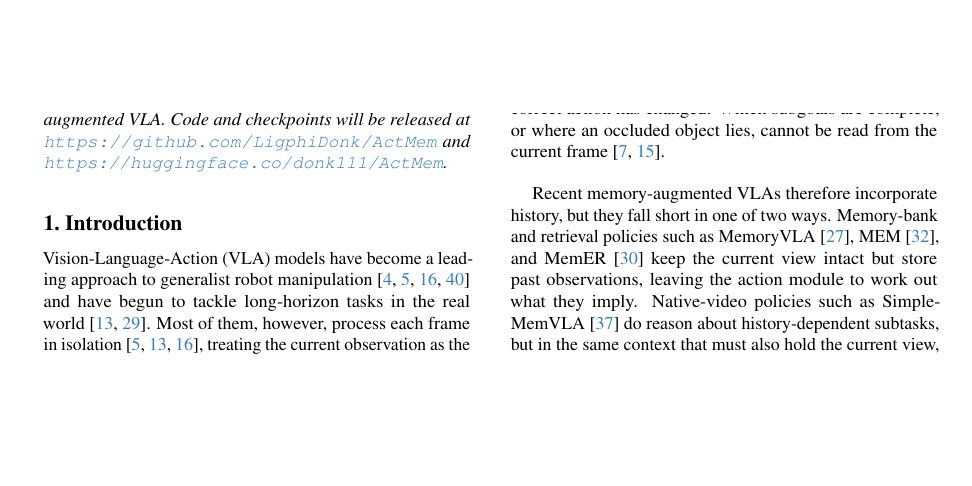 augmented VLA. Code and checkpoints will be released at
https://github.com/LigphiDonk/ActMem and
https://huggingface.co/donk111/ActMem.
1. Introduction
Vision-Language-Action (VLA) models have become a lead-
ing approach to generalist robot manipulation [4, 5, 16, 40]
and have begun to tackle long-horizon tasks in the real
world [13, 29]. Most of them, however, process each frame
in isolation [5, 13, 16], treating the current observation as the
or where an occluded object lies, cannot be read from the
current frame [7, 15].
Recent memory-augmented VLAs therefore incorporate
history, but they fall short in one of two ways. Memory-bank
and retrieval policies such as MemoryVLA [27], MEM [32],
and MemER [30] keep the current view intact but store
past observations, leaving the action module to work out
what they imply. Native-video policies such as Simple-
MemVLA [37] do reason about history-dependent subtasks,
but in the same context that must also hold the current view,